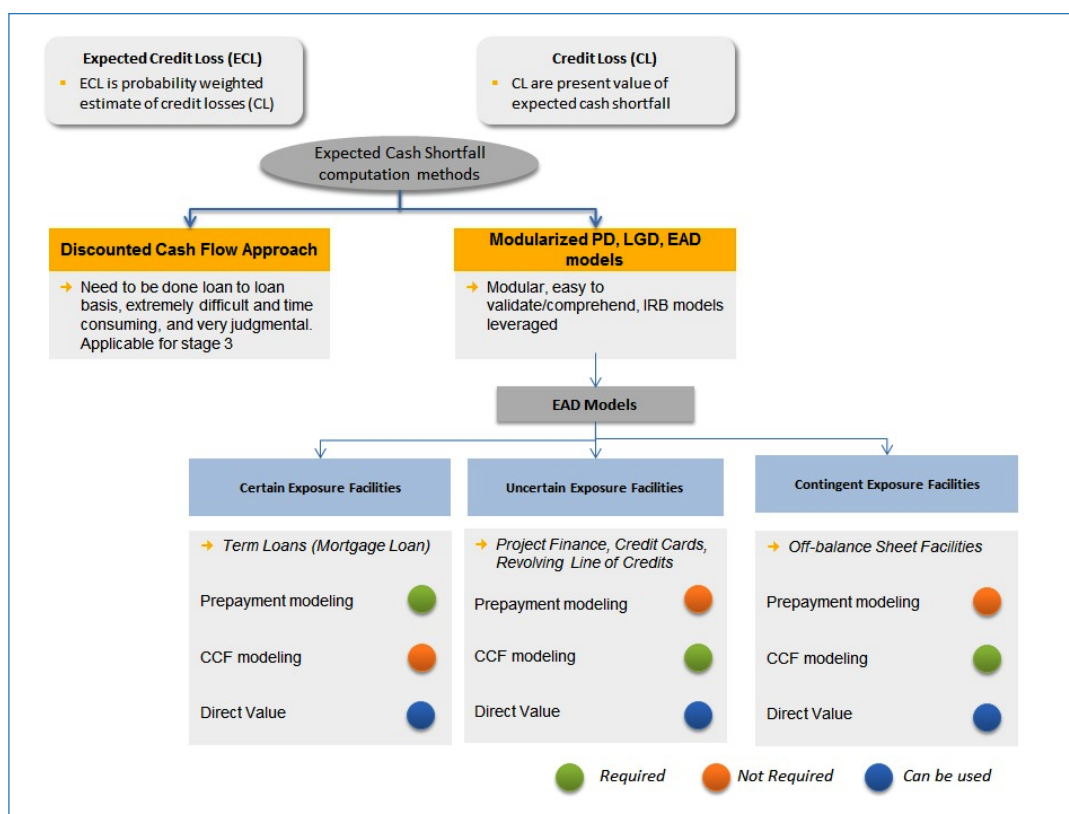 Expected Credit Loss (ECL)
ECL is probability weighted
estimate of credit losses (CL)
Credit Loss (CL)
CL are present value of
expected cash shortfall
Expected Cash Shortfall
computation methods
Discounted Cash Flow Approach
Need to be done loan to loan
basis, extremely difficult and time
consuming, and very judgmental.
Applicable for stage 3
Modularized PD, LGD, EAD
models
Modular, easy to
validate/comprehend, IRB models
leveraged
EAD Models
Certain Exposure Facilities
Term Loans (Mortgage Loan)
Prepayment modeling
CCF modeling
Direct Value
Uncertain Exposure Facilities
Project Finance, Credit Cards,
Revolving Line of Credits
Prepayment modeling
CCF modeling
Direct Value
Contingent Exposure Facilities
Off-balance Sheet Facilities
Prepayment modeling
CCF modeling
Direct Value
Required
Not Required
Can be used